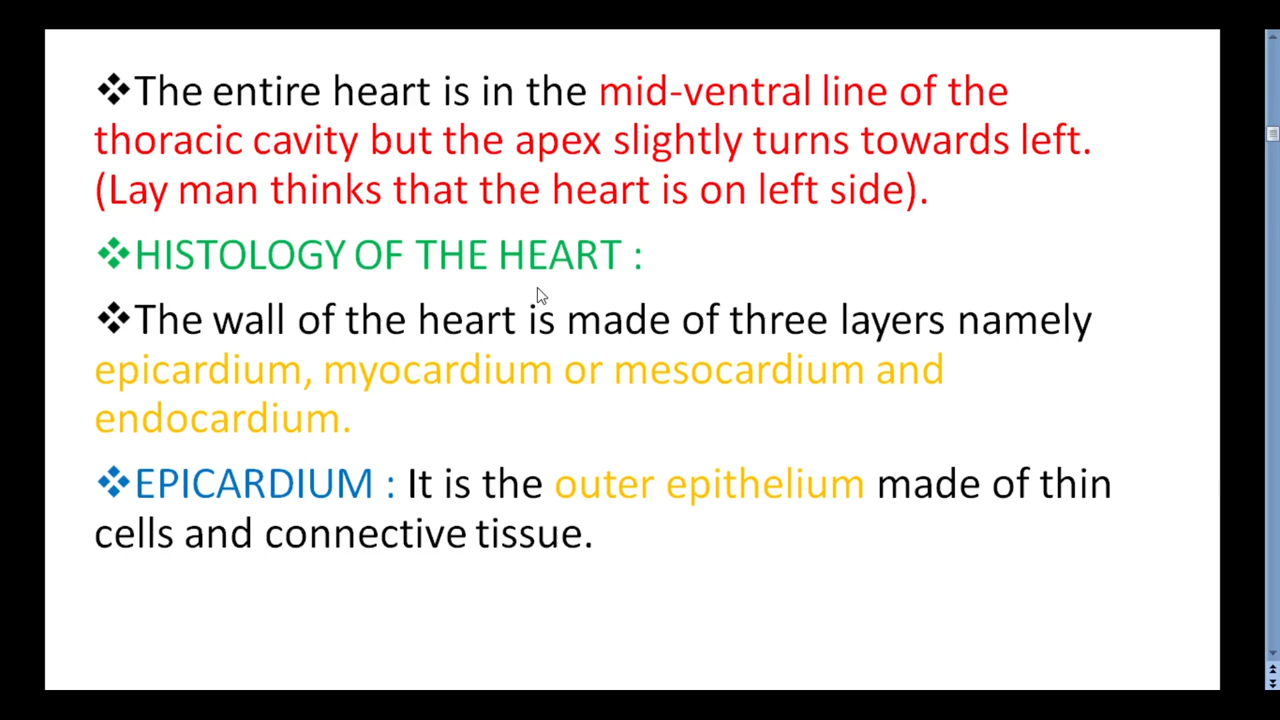 ❖The entire heart is in the mid-ventral line of the
thoracic cavity but the apex slightly turns towards left.
(Lay man thinks that the heart is on left side).
❖HISTOLOGY OF THE HEART :
❖The wall of the heart is made of three layers namely
epicardium, myocardium or mesocardium and
endocardium.
❖EPICARDIUM : It is the outer epithelium made of thin
cells and connective tissue.